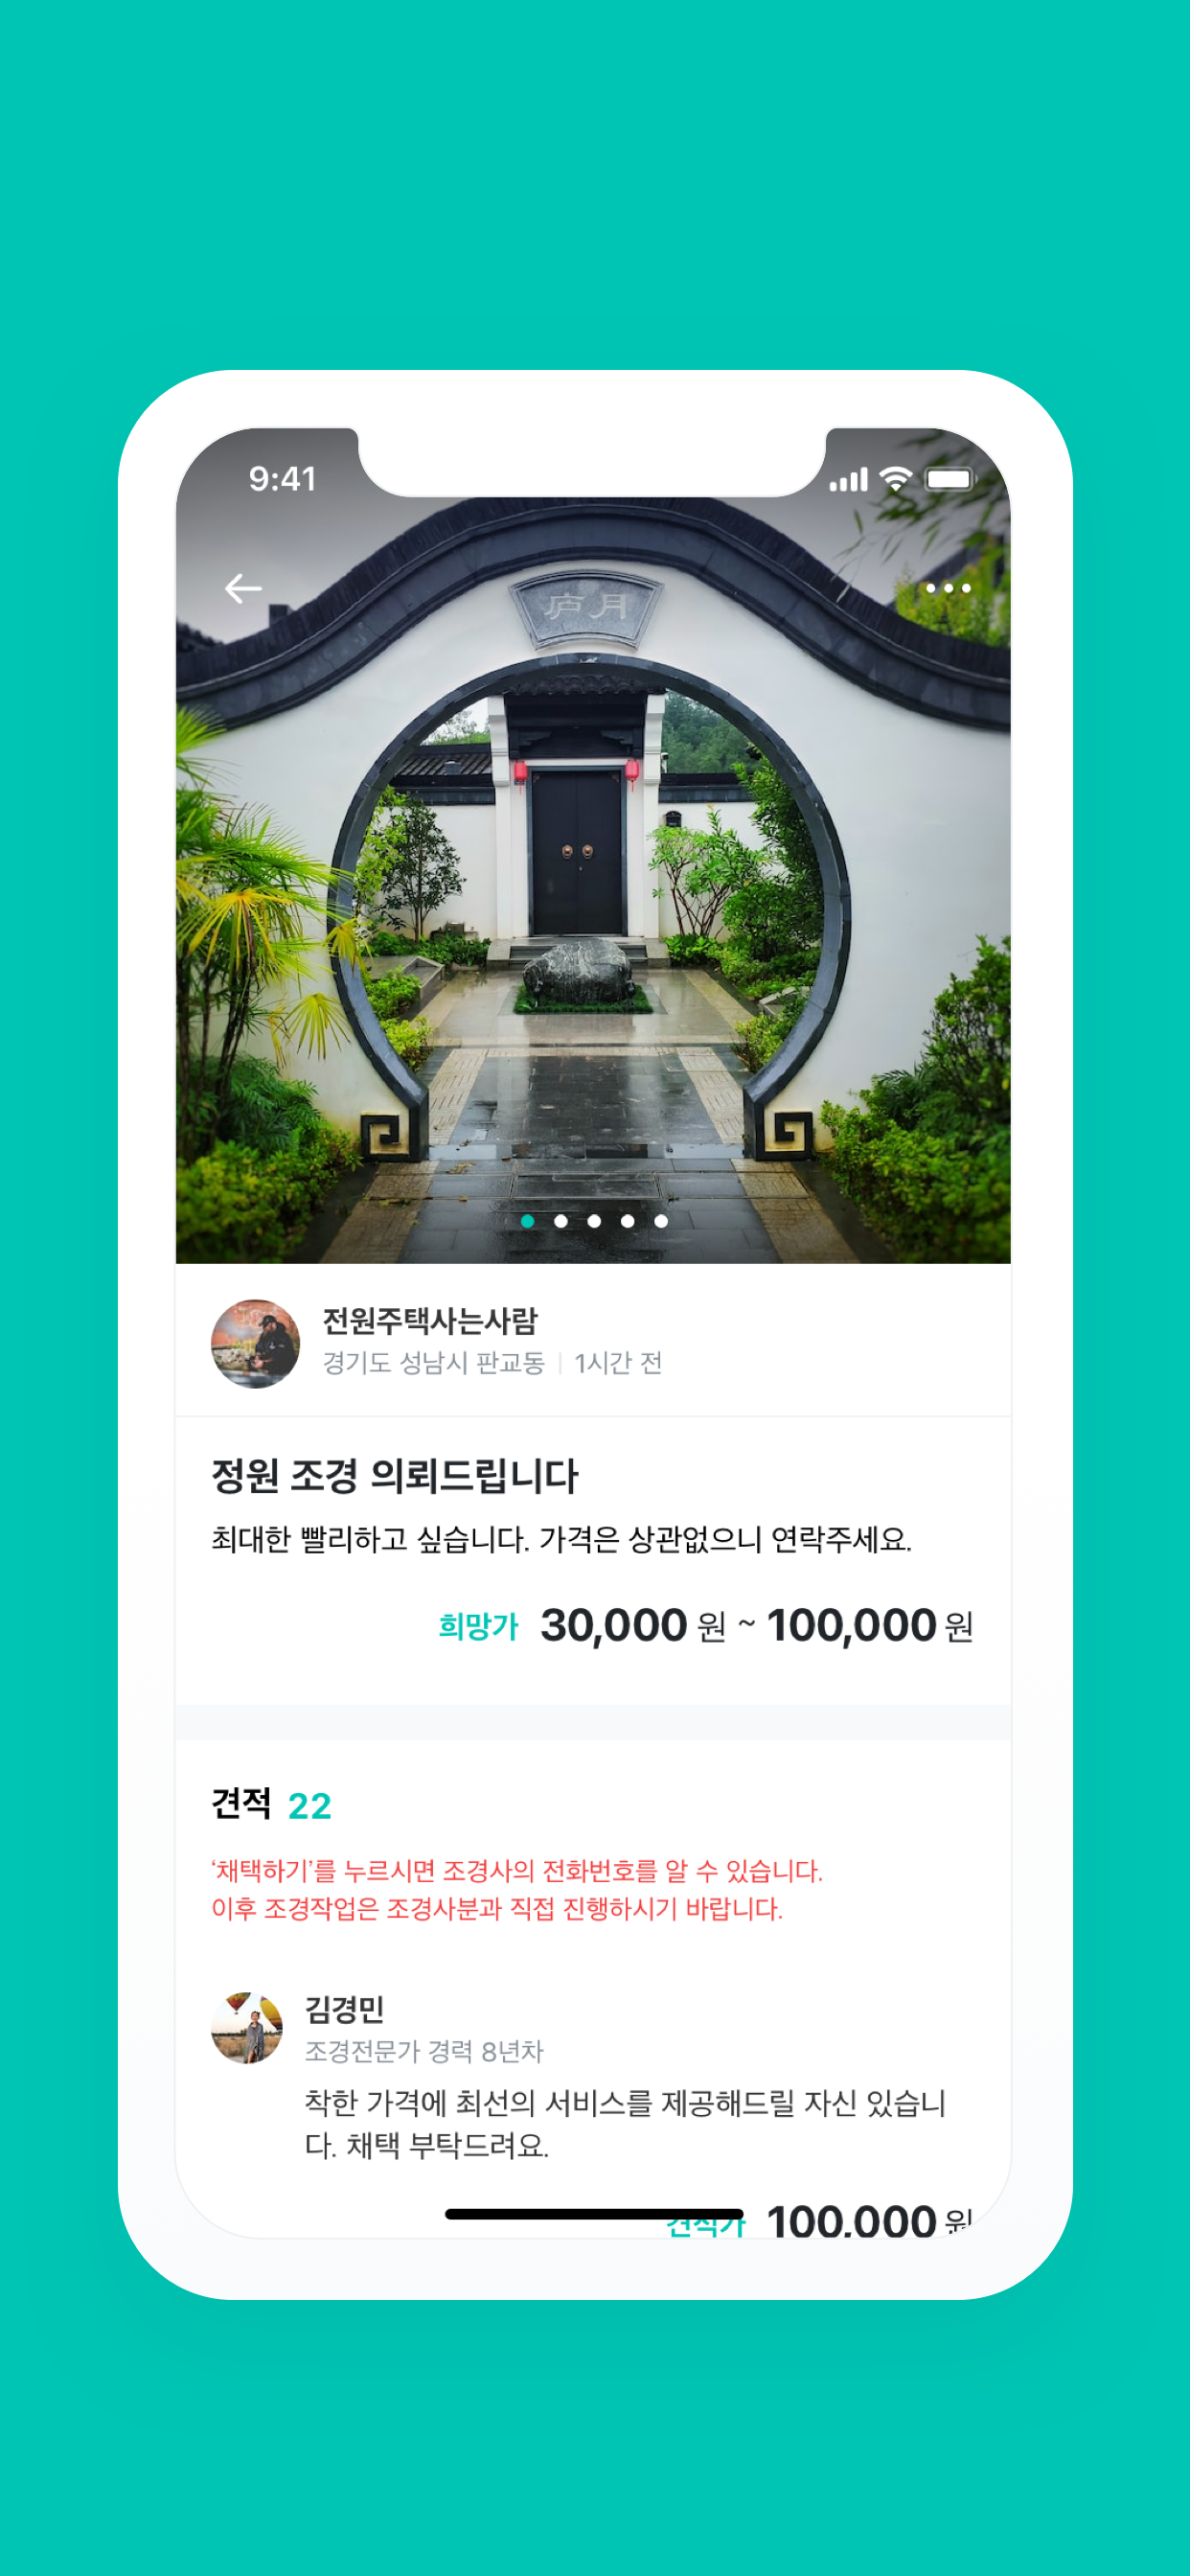 9:41
庐月
전원주택사는사람
경기도 성남시 판교동 | 1시간 전
정원 조경 의뢰드립니다
최대한 빨리하고 싶습니다. 가격은 상관없으니 연락주세요.
희망가 30,000 원 ~ 100,000 원
견적 22
‘채택하기’를 누르시면 조경사의 전화번호를 알 수 있습니다.
이후 조경작업은 조경사분과 직접 진행하시기 바랍니다.
김경민
조경전문가 경력 8년차
착한 가격에 최선의 서비스를 제공해드릴 자신 있습니
다. 채택 부탁드려요.
견적가 100,000 원